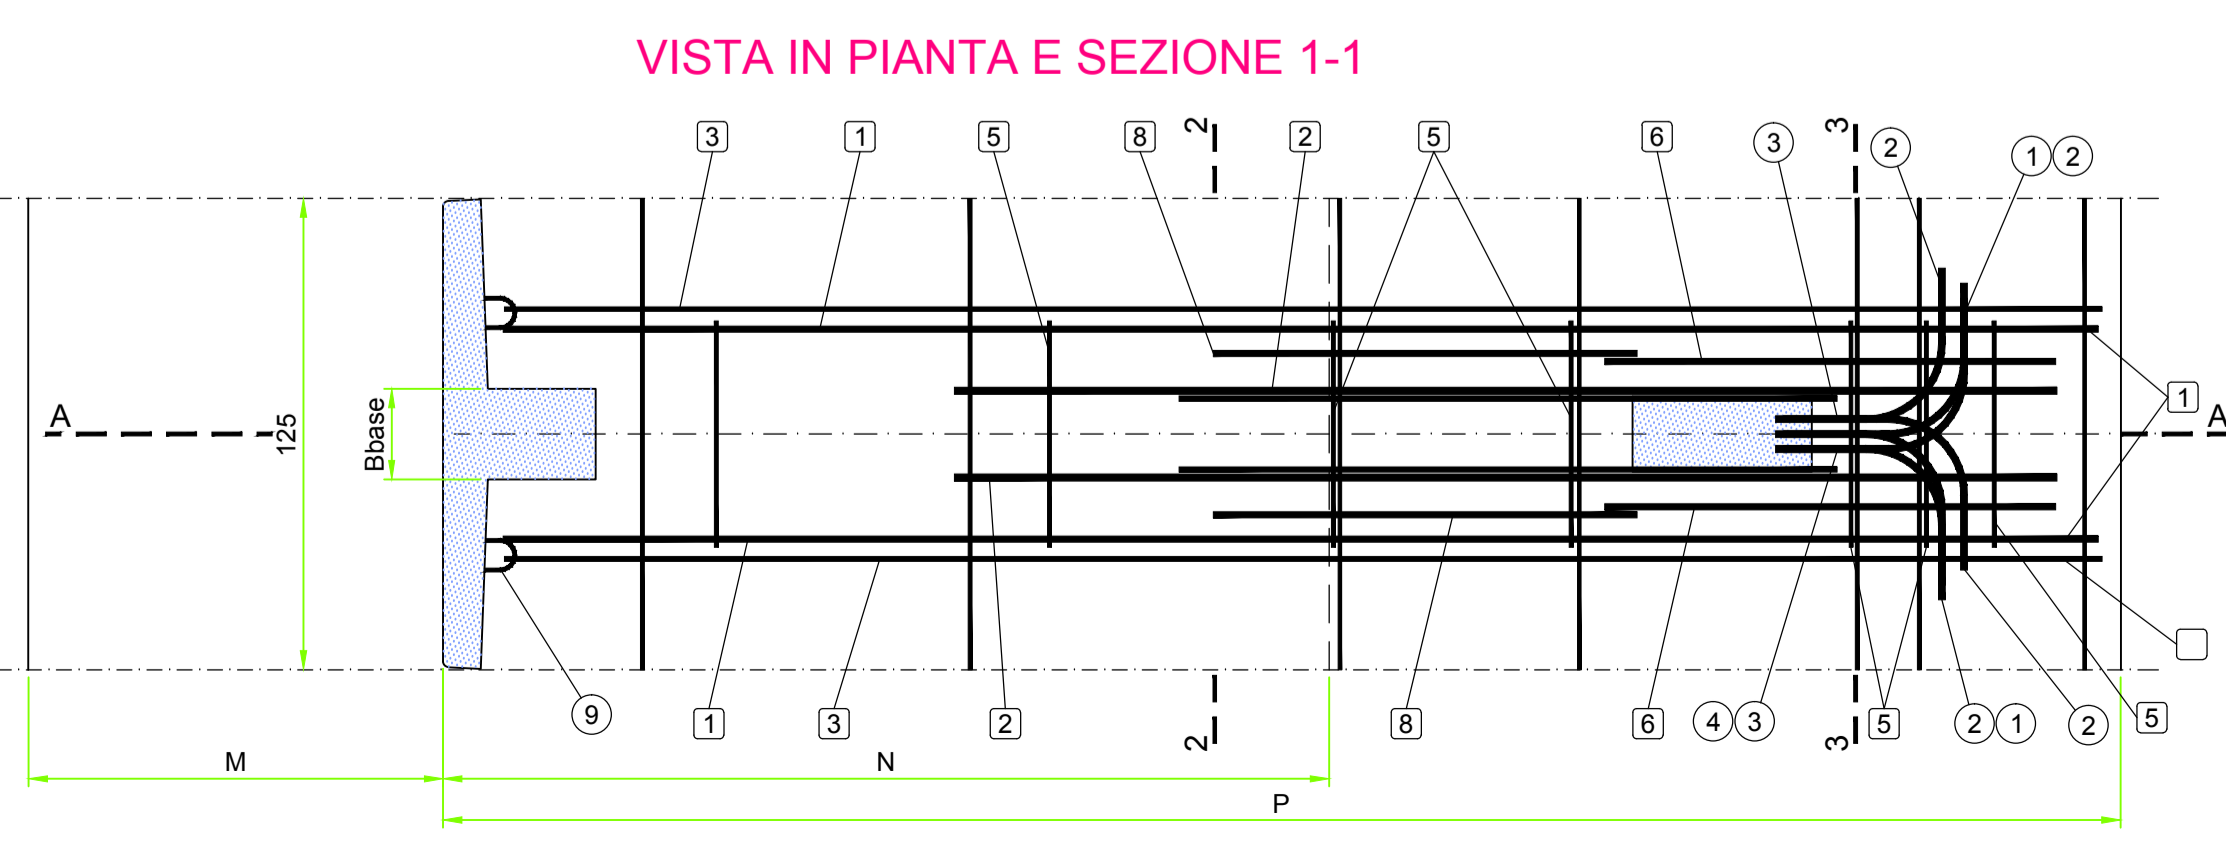 VISTA IN PIANTA E SEZIONE 1-1
3 1 5 8 2 2 5 6 3 3 2 1 2
A 125 Bbase 1 A
9 1 3 2 8 2 6 4 3 3 5 2 1 2 5
M N
P